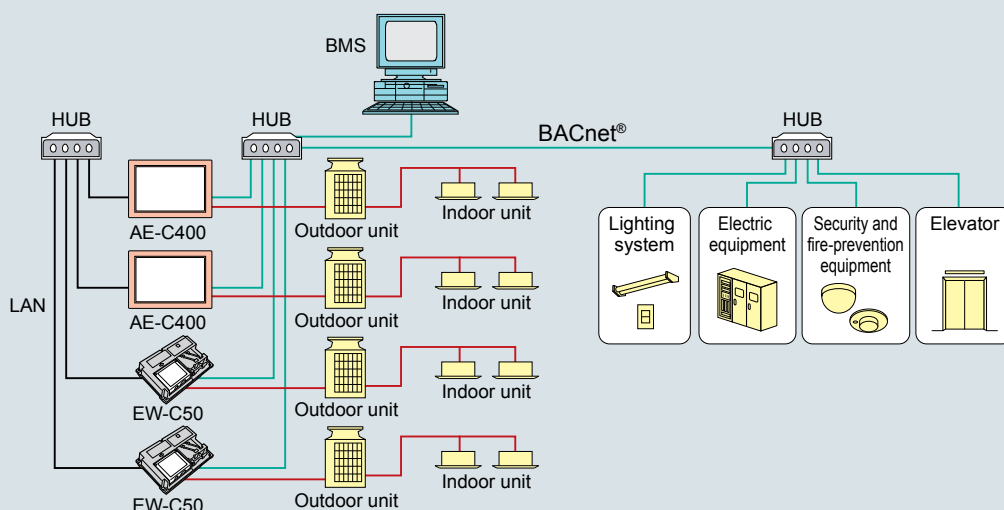 BMS
HUB
HUB
BACnet®
HUB
AE-C400
Outdoor unit
Indoor unit
Lighting
system
Electric
equipment
Security and
fire-prevention
equipment
Elevator
LAN
AE-C400
Outdoor unit
Indoor unit
EW-C50
Outdoor unit
Indoor unit
EW-C50
Outdoor unit
Indoor unit